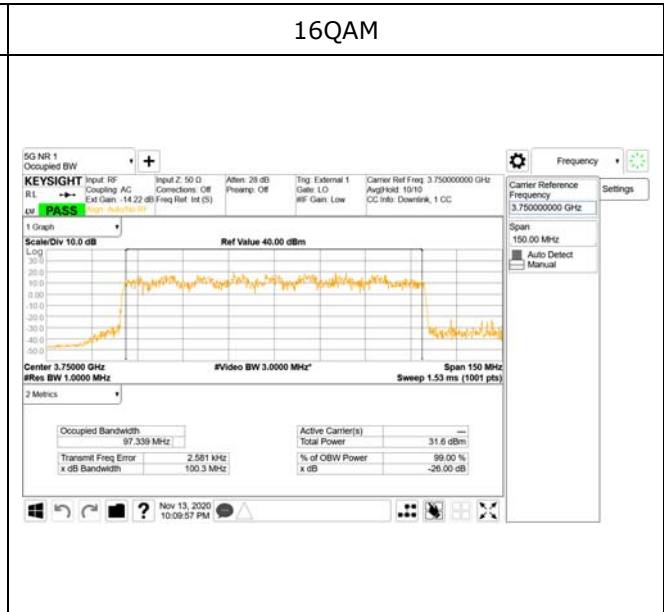 16QAM
5G NR 1
Occupied BW
Frequency
KEYSIGHT
Input: RF
Input Z: 50 Ω
Atten: 28 dB
Trig: External 1
Carrier Ref Freq: 3.750000000 GHz
RL
Coupling: AC
Corrections: Off
Preamp: Off
Gate: LO
Avg|Hold: 10/10
Ext Gain: -14.22 dB
Freq Ref: Int (S)
#IF Gain: Low
CC Info: Downlink, 1 CC
PASS
Align: Auto/No RF
Carrier Reference Frequency
3.750000000 GHz
Settings
Span
150.00 MHz
Auto Detect
Manual
1 Graph
Scale/Div 10.0 dB
Ref Value 40.00 dBm
Log
30.0
20.0
10.0
0.00
-10.0
-20.0
-30.0
-40.0
-50.0
Center 3.75000 GHz
#Video BW 3.0000 MHz*
Span 150 MHz
#Res BW 1.0000 MHz
Sweep 1.53 ms (1001 pts)
2 Metrics
Occupied Bandwidth
97.339 MHz
Active Carrier(s)
---
Total Power
31.6 dBm
Transmit Freq Error
2.581 kHz
% of OBW Power
99.00 %
x dB Bandwidth
100.3 MHz
x dB
-26.00 dB
?
Nov 13, 2020
10:09:57 PM